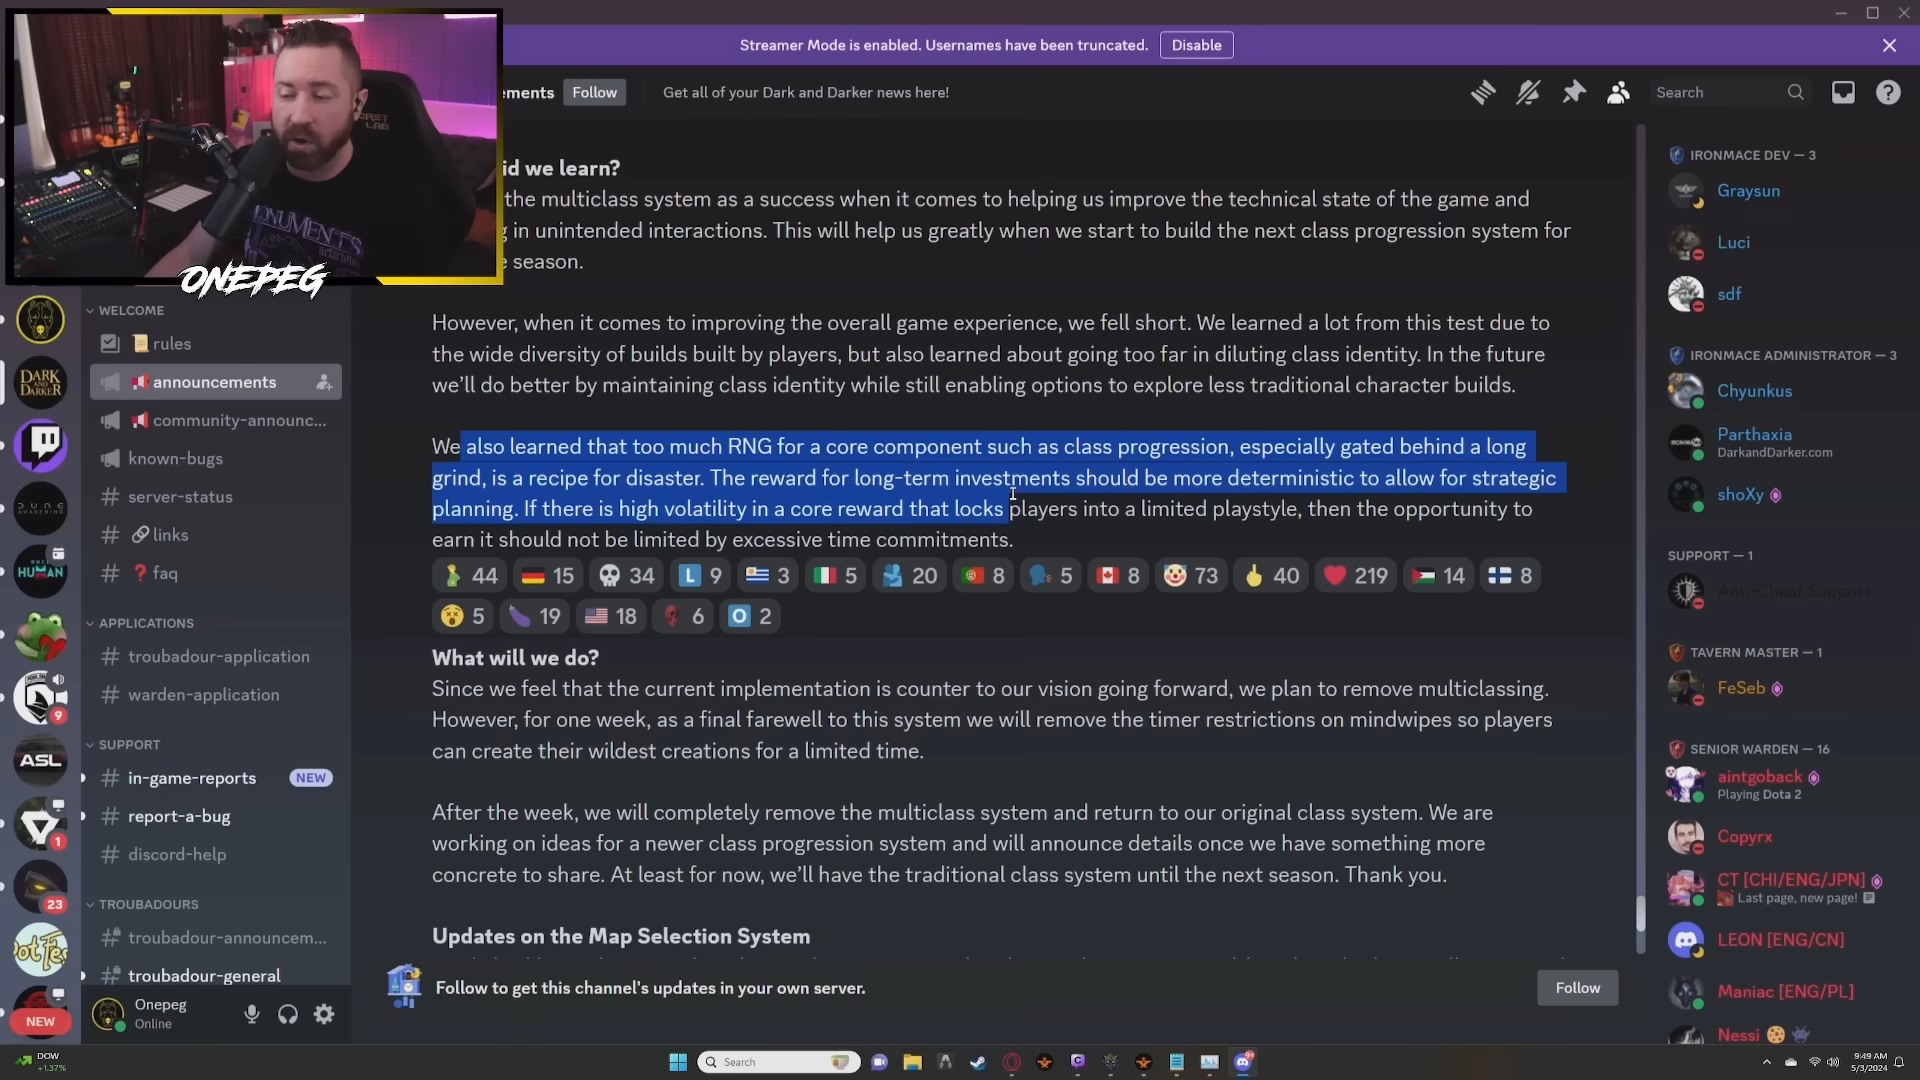 Streamer Mode is enabled. Usernames have been truncated. Disable
ements Follow Get all of your Dark and Darker news here! Search
ONEPEG
WELCOME
rules
announcements
community-announc...
known-bugs
server-status
links
faq
APPLICATIONS
troubadour-application
warden-application
SUPPORT
in-game-reports NEW
report-a-bug
discord-help
TROUBADOURS
troubadour-announcem...
troubadour-general
DARK AND DARKER
DUNE
HUMAN
9
ASL
1
23
NEW
Onepeg
Online
id we learn?
the multiclass system as a success when it comes to helping us improve the technical state of the game and
g in unintended interactions. This will help us greatly when we start to build the next class progression system for
e season.
However, when it comes to improving the overall game experience, we fell short. We learned a lot from this test due to
the wide diversity of builds built by players, but also learned about going too far in diluting class identity. In the future
we'll do better by maintaining class identity while still enabling options to explore less traditional character builds.
We also learned that too much RNG for a core component such as class progression, especially gated behind a long
grind, is a recipe for disaster. The reward for long-term investments should be more deterministic to allow for strategic
planning. If there is high volatility in a core reward that locks players into a limited playstyle, then the opportunity to
earn it should not be limited by excessive time commitments.
44 15 34 L 9 3 5 20 8 5 8 73 40 219 14 8
5 19 18 6 O 2
What will we do?
Since we feel that the current implementation is counter to our vision going forward, we plan to remove multiclassing.
However, for one week, as a final farewell to this system we will remove the timer restrictions on mindwipes so players
can create their wildest creations for a limited time.
After the week, we will completely remove the multiclass system and return to our original class system. We are
working on ideas for a newer class progression system and will announce details once we have something more
concrete to share. At least for now, we'll have the traditional class system until the next season. Thank you.
Updates on the Map Selection System
Follow to get this channel's updates in your own server. Follow
IRONMACE DEV — 3
Graysun
Luci
sdf
IRONMACE ADMINISTRATOR — 3
Chyunkus
Parthaxia
DarkandDarker.com
shoXy
SUPPORT — 1
Anti-Cheat Support
TAVERN MASTER — 1
FeSeb
SENIOR WARDEN — 16
aintgoback
Playing Dota 2
Copyrx
CT [CHI/ENG/JPN]
Last page, new page!
LEON [ENG/CN]
Maniac [ENG/PL]
Nessi
DOW
+1.37%
Search
9:49 AM
5/3/2024